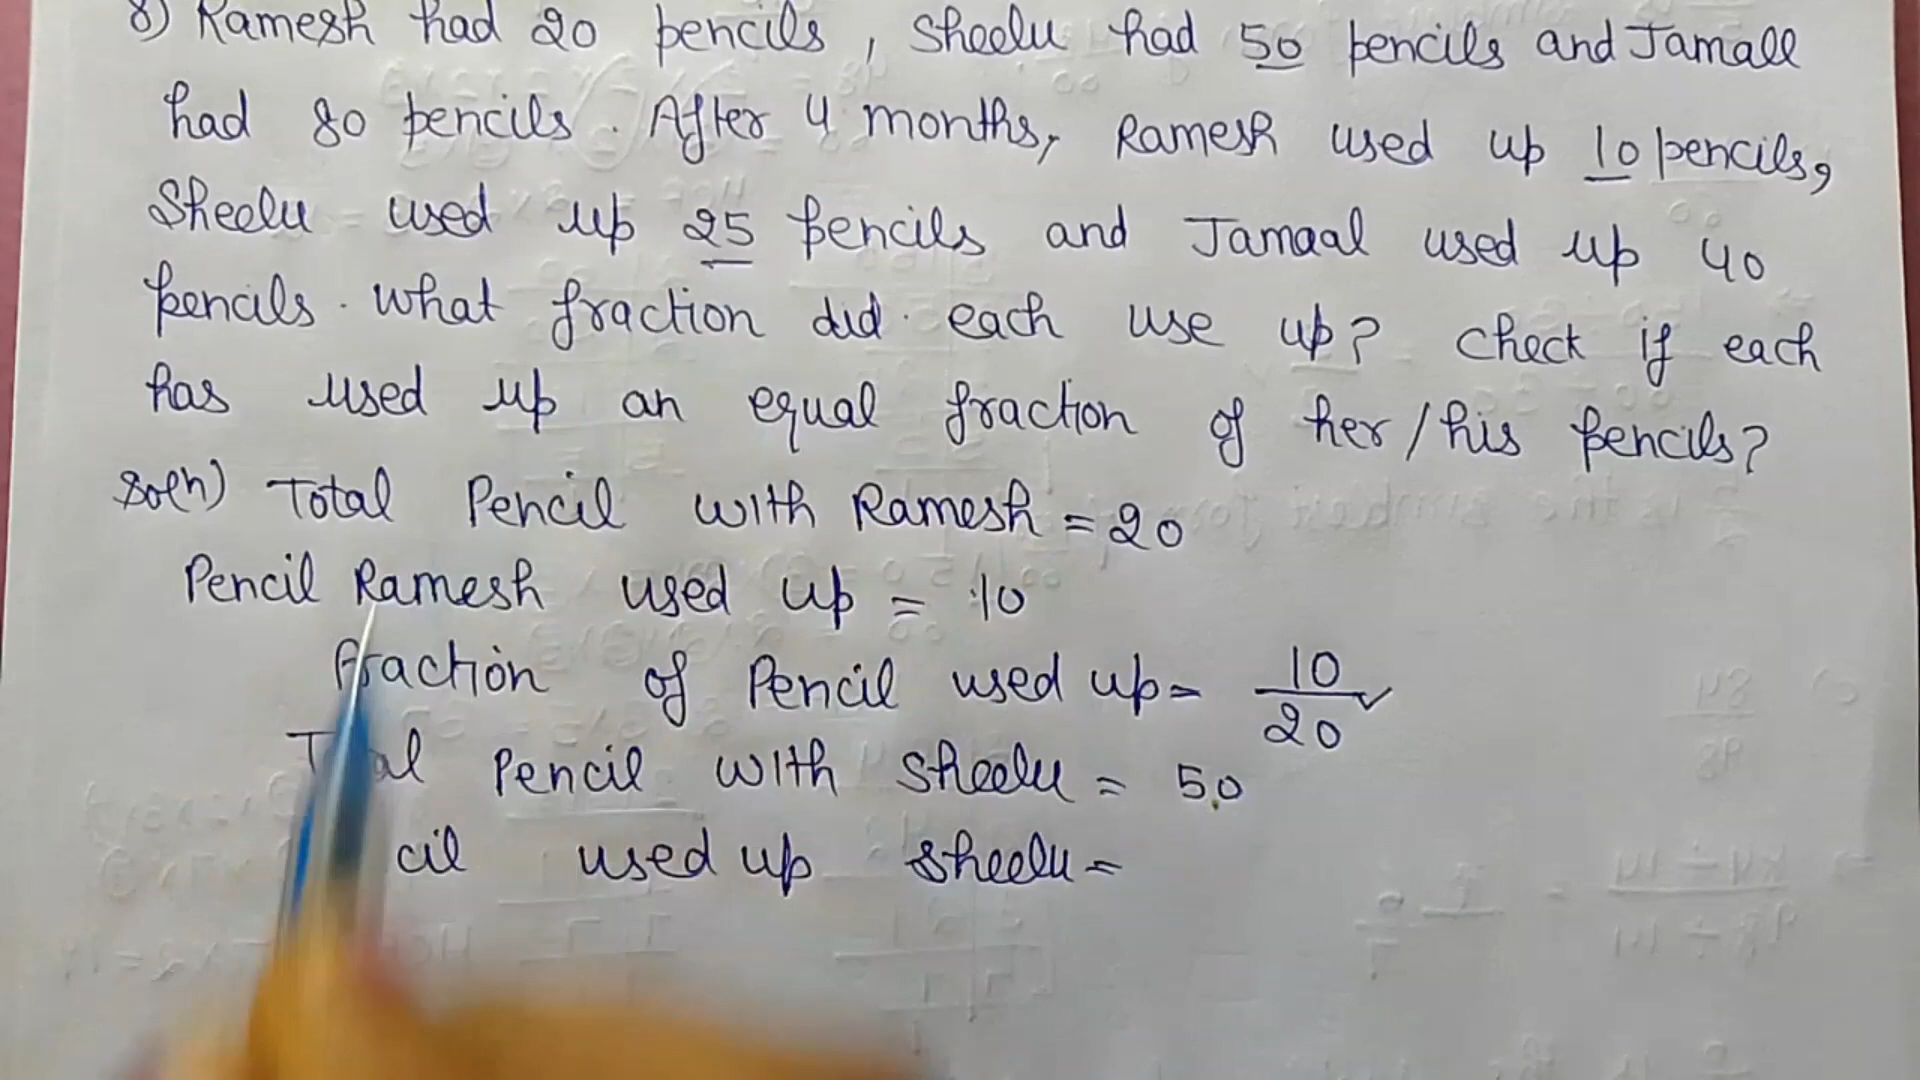 8) Ramesh had 20 pencils, Sheelu had 50 pencils and Jamall
had 80 pencils. After 4 months, Ramesh used up 10 pencils,
Sheelu used up 25 pencils and Jamaal used up 40
pencils. What fraction did each use up? Check if each
has used up an equal fraction of her/his pencils?
Soln) Total Pencil with Ramesh = 20
Pencil Ramesh used up = 10
fraction of Pencil used up = 10/20
Pencil with Sheelu = 50
used up Sheelu =